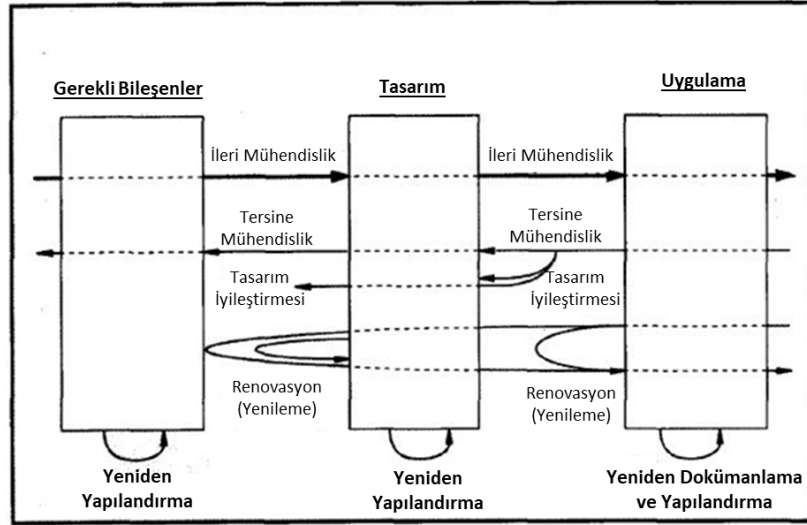 Gerekli Bileşenler
Tasarım
Uygulama
İleri Mühendislik
İleri Mühendislik
Tersine
Mühendislik
Tersine
Mühendislik
Tasarım
İyileştirmesi
Tasarım
İyileştirmesi
Renovasyon
(Yenileme)
Renovasyon
(Yenileme)
Yeniden
Yapılandırma
Yeniden
Yapılandırma
Yeniden Dokümanlama
ve Yapılandırma